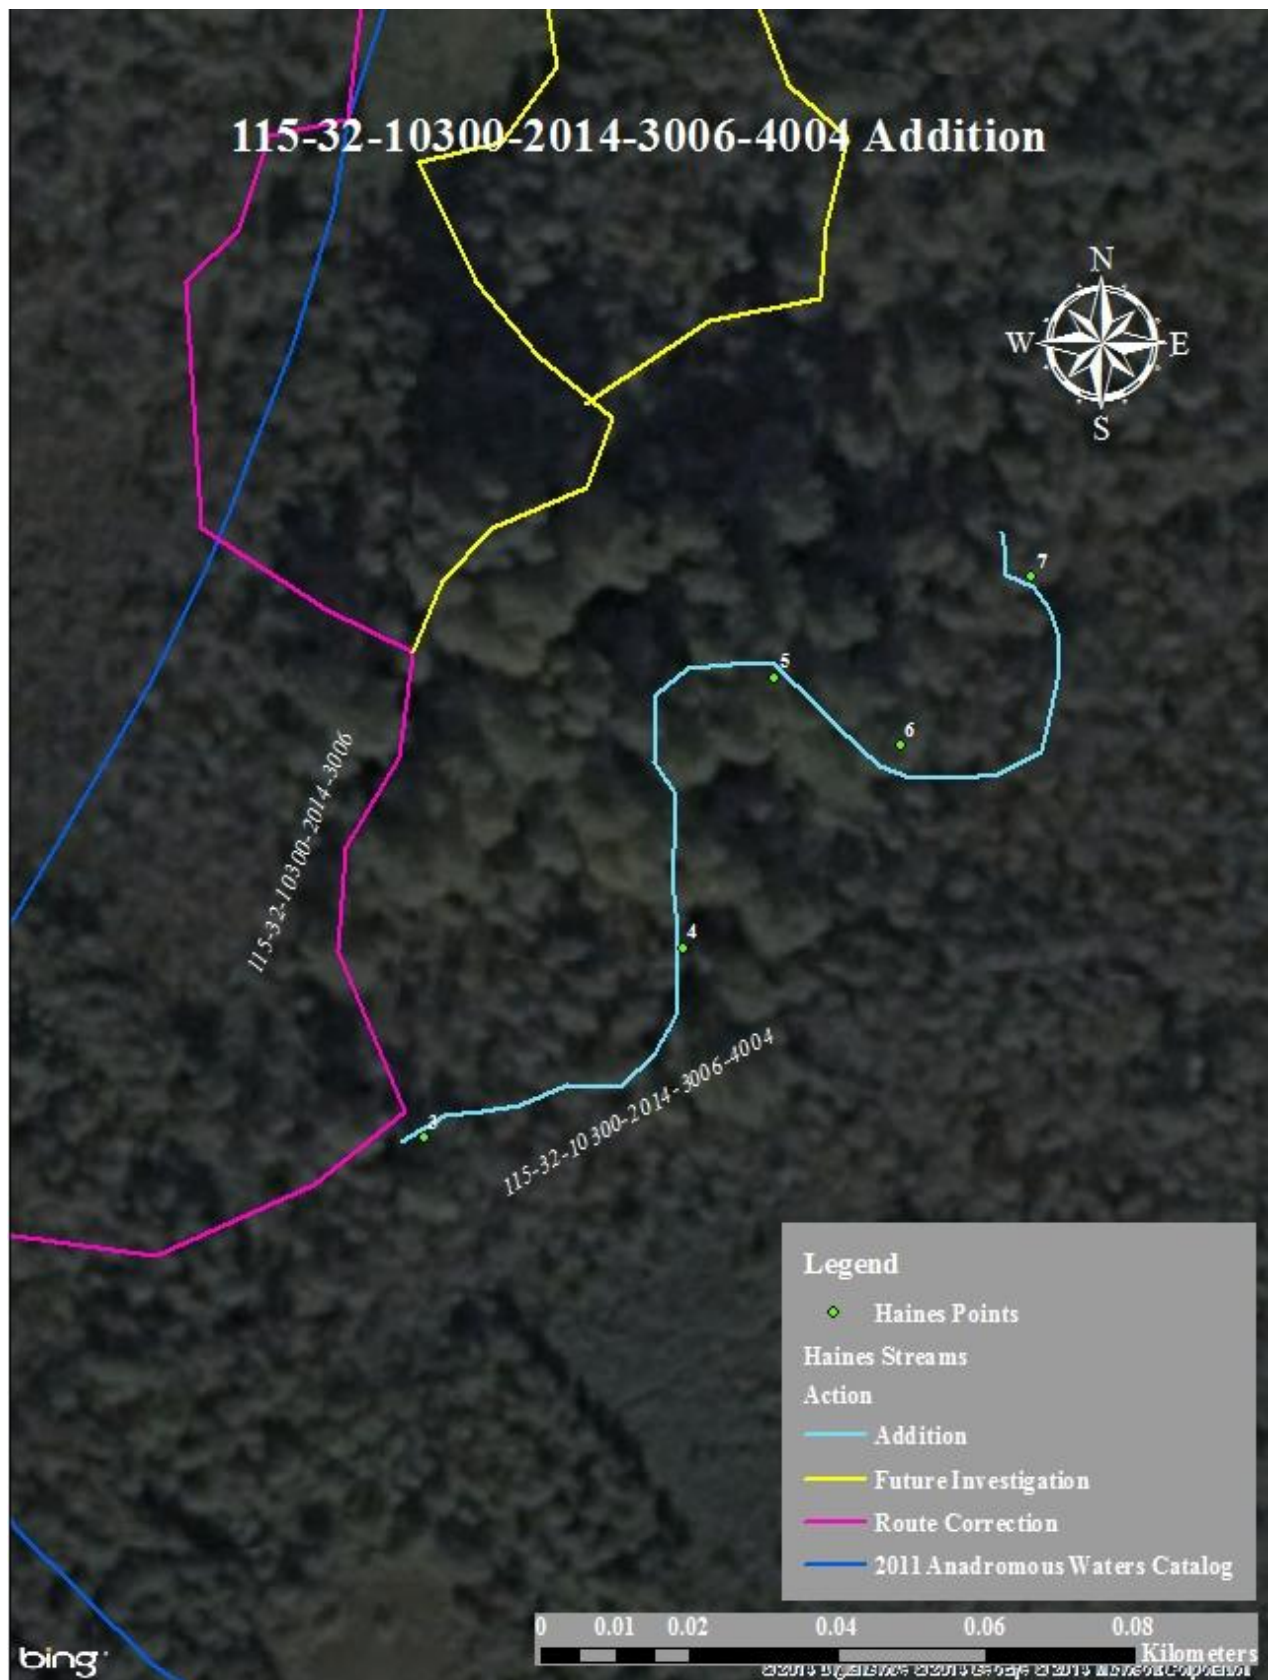 115-32-10300-2014-3006-4004 Addition
N
W E
S
7
5
6
115-32-10300-2014-3006
4
115-32-10300-2014-3006-4004
3
Legend
Haines Points
Haines Streams
Action
Addition
Future Investigation
Route Correction
2011 Anadromous Waters Catalog
0 0.01 0.02 0.04 0.06 0.08
Kilometers
bing